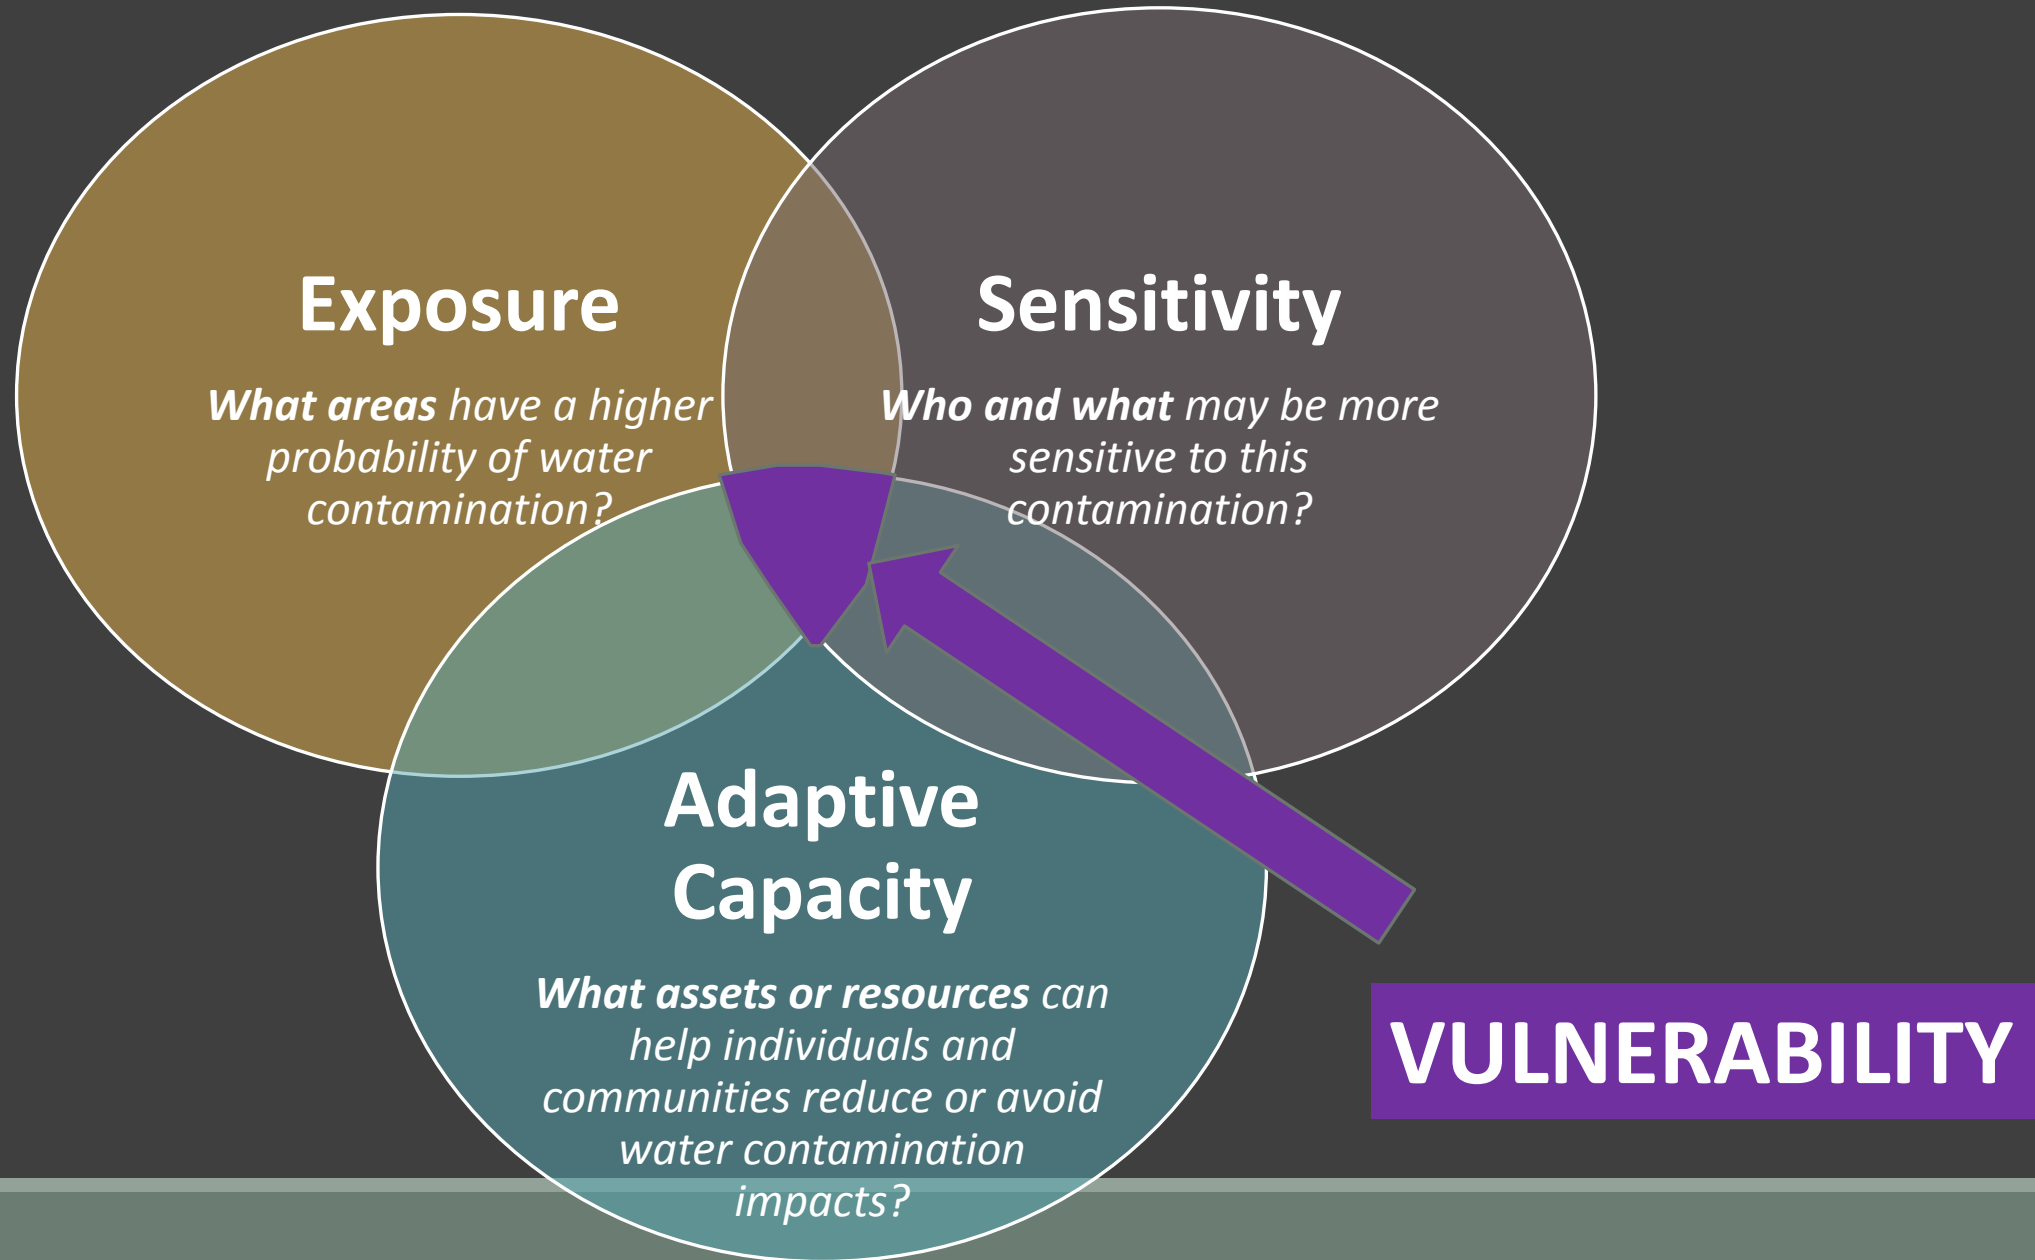 Exposure
What areas have a higher
probability of water
contamination?
Sensitivity
Who and what may be more
sensitive to this
contamination?
Adaptive
Capacity
What assets or resources can
help individuals and
communities reduce or avoid
water contamination
impacts?
VULNERABILITY